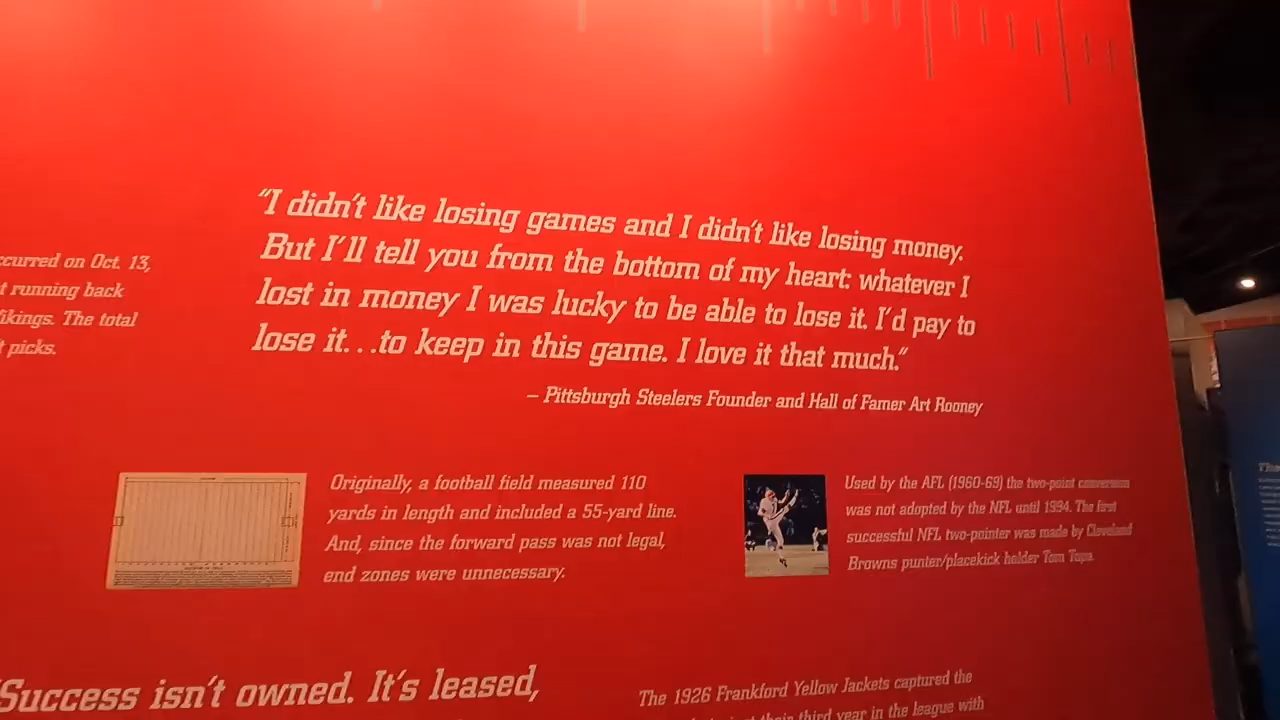 ccurred on Oct. 13,
t running back
ikings. The total
t picks.
"I didn't like losing games and I didn't like losing money.
But I'll tell you from the bottom of my heart: whatever I
lost in money I was lucky to be able to lose it. I'd pay to
lose it...to keep in this game. I love it that much."
– Pittsburgh Steelers Founder and Hall of Famer Art Rooney
Originally, a football field measured 110
yards in length and included a 55-yard line.
And, since the forward pass was not legal,
end zones were unnecessary.
Used by the AFL (1960-69) the two-point conversion
was not adopted by the NFL until 1994. The first
successful NFL two-pointer was made by Cleveland
Browns punter/placekick holder Tom Tupa.
"Success isn't owned. It's leased,
The 1926 Frankford Yellow Jackets captured the
their third year in the league with